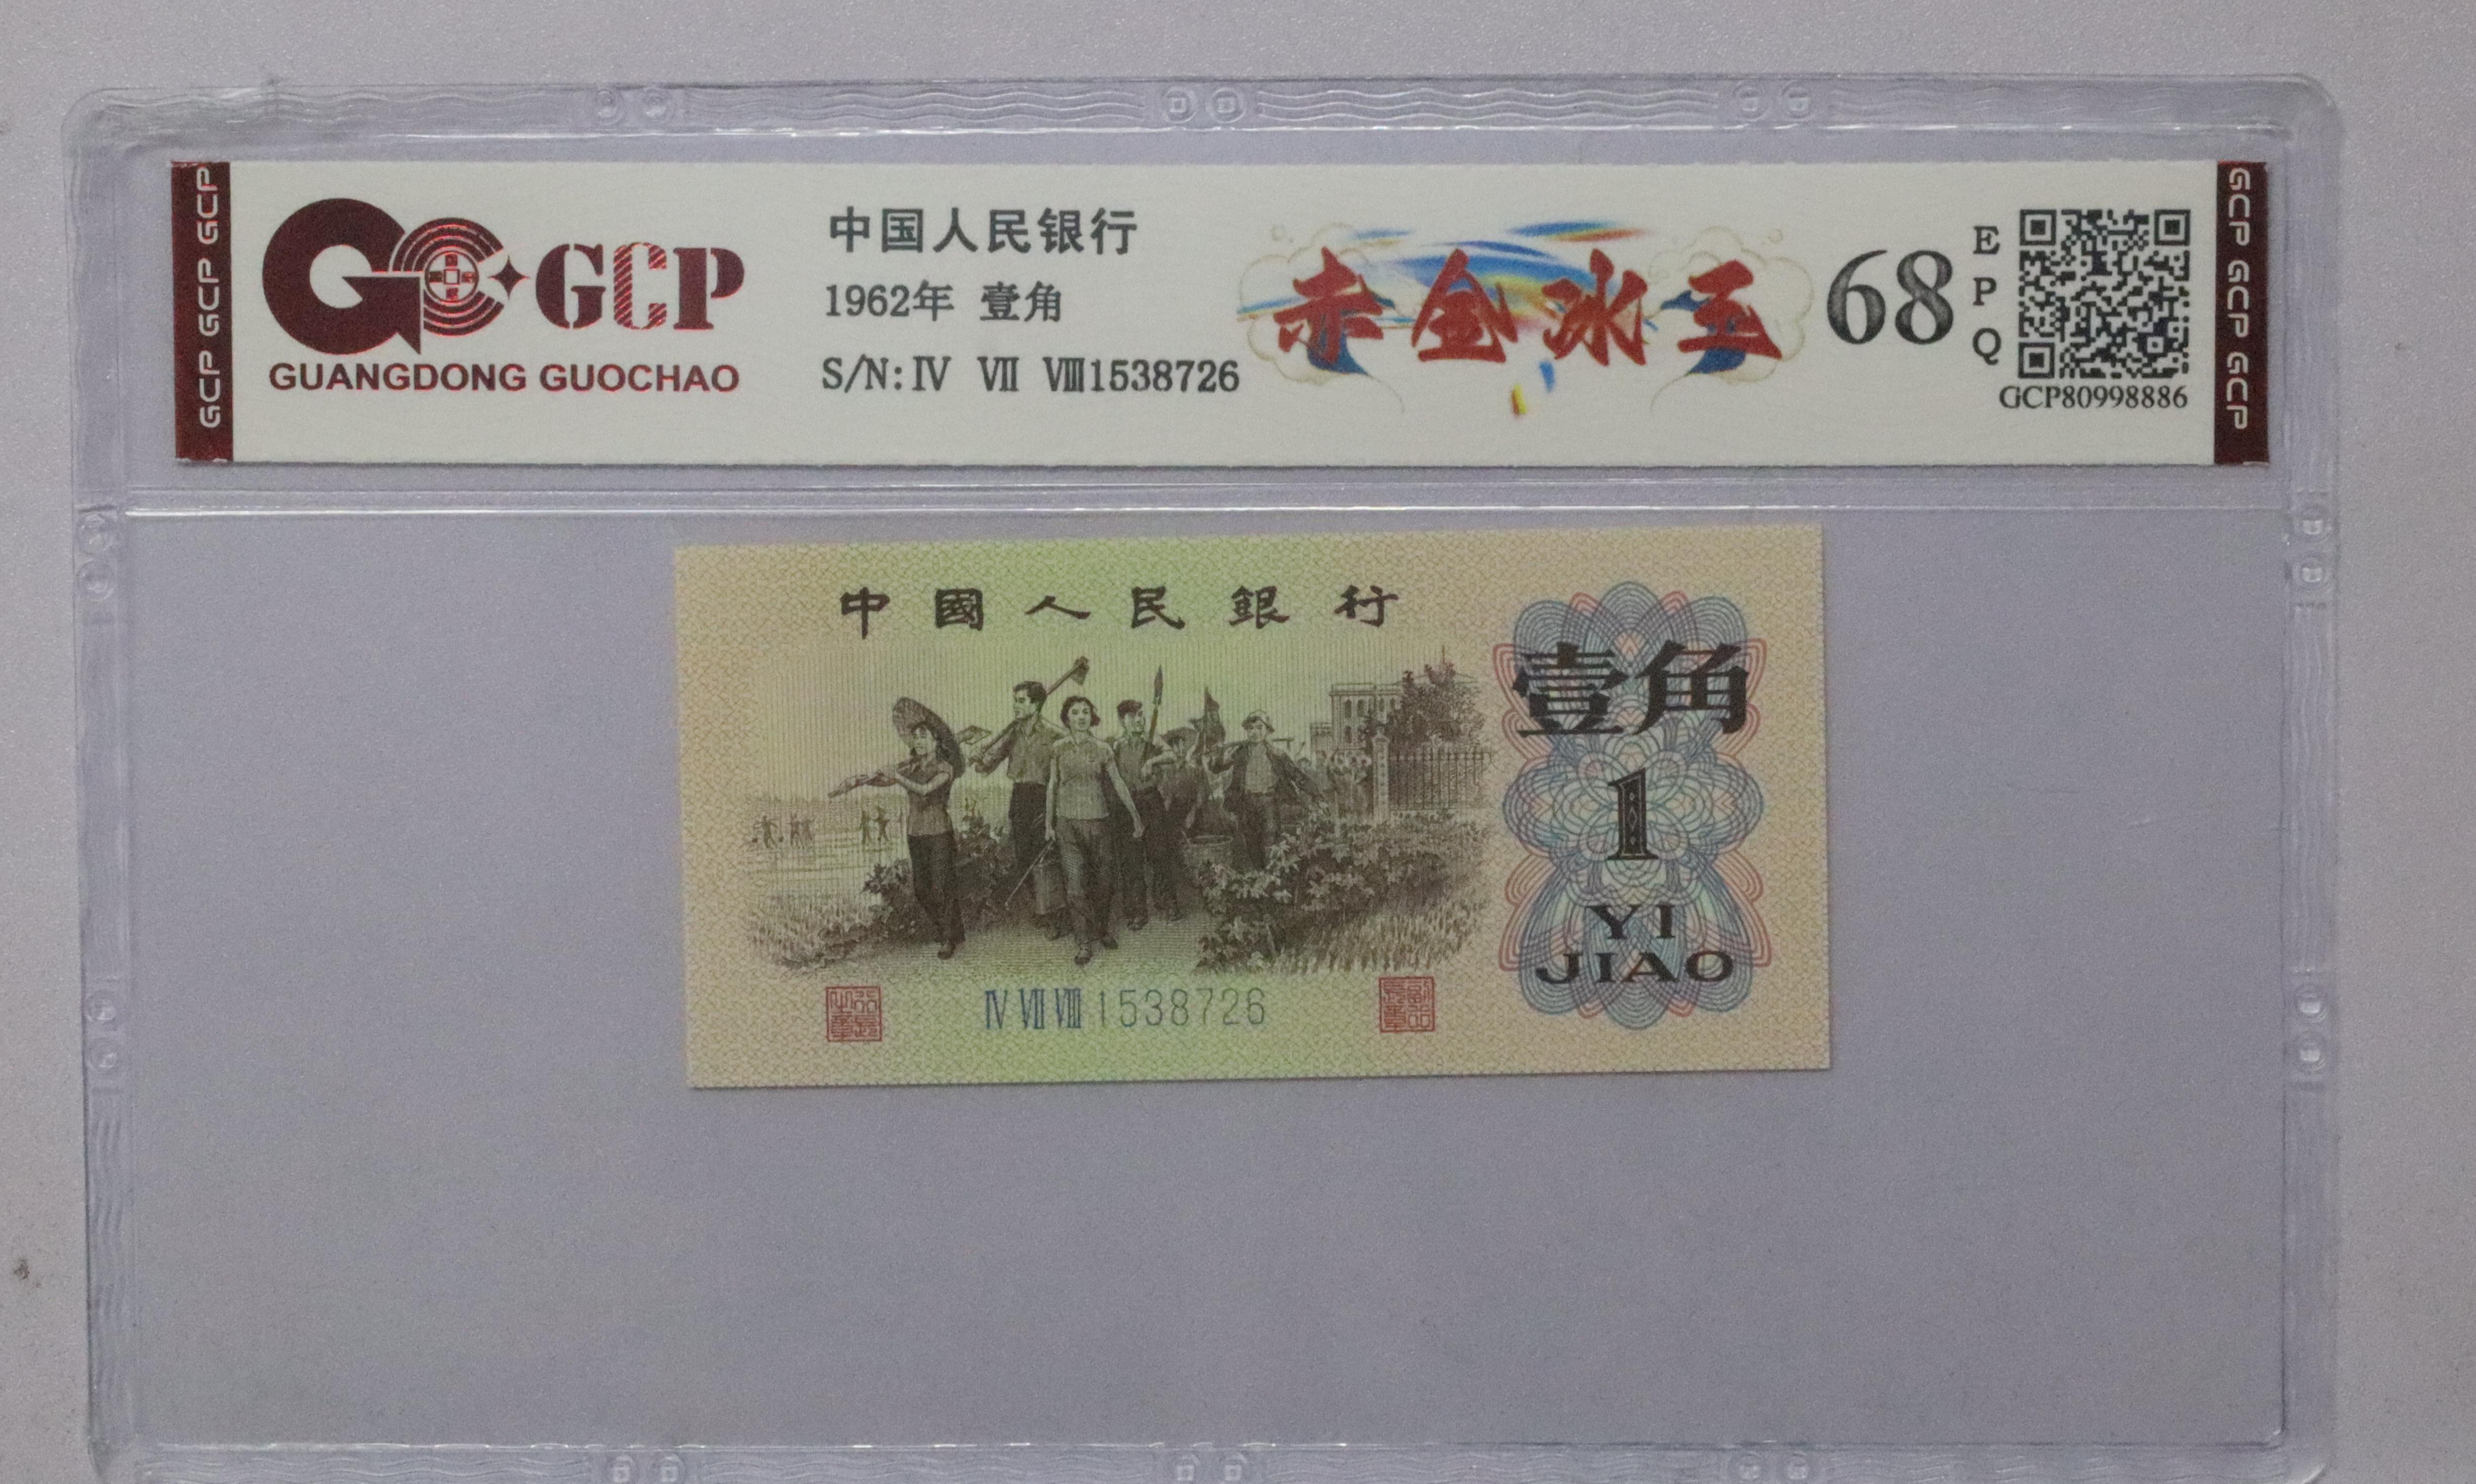 GCP GCP GCP
GCP
GUANGDONG GUOCHAO
中国人民银行
1962年 壹角
S/N: IV VII VIII1538726
赤金冰玉
68
EPQ
GCP80998886
GCP GCP GCP
中國人民銀行
壹角
1
YI
JIAO
IV VII VIII 1538726